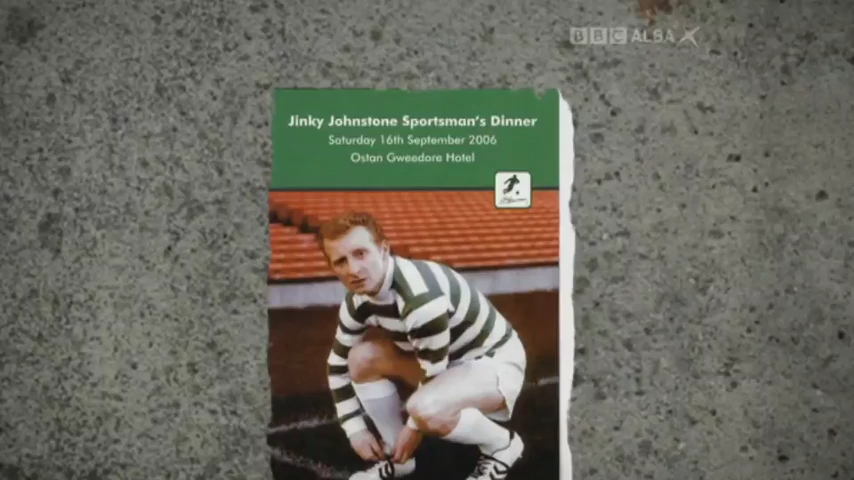 BBC ALBA
Jinky Johnstone Sportsman's Dinner
Saturday 16th September 2006
Ostan Gweedore Hotel